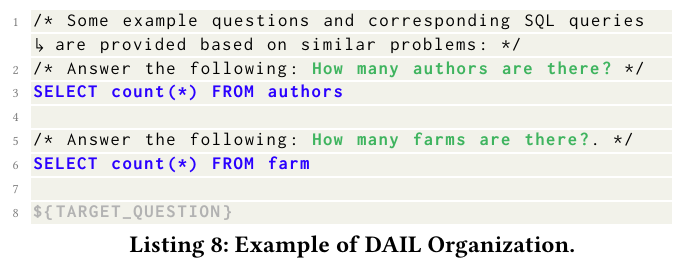 1 /* Some example questions and corresponding SQL queries
↳ are provided based on similar problems: */
2 /* Answer the following: How many authors are there? */
3 SELECT count(*) FROM authors
4
5 /* Answer the following: How many farms are there?. */
6 SELECT count(*) FROM farm
7
8 ${TARGET_QUESTION}
Listing 8: Example of DAIL Organization.